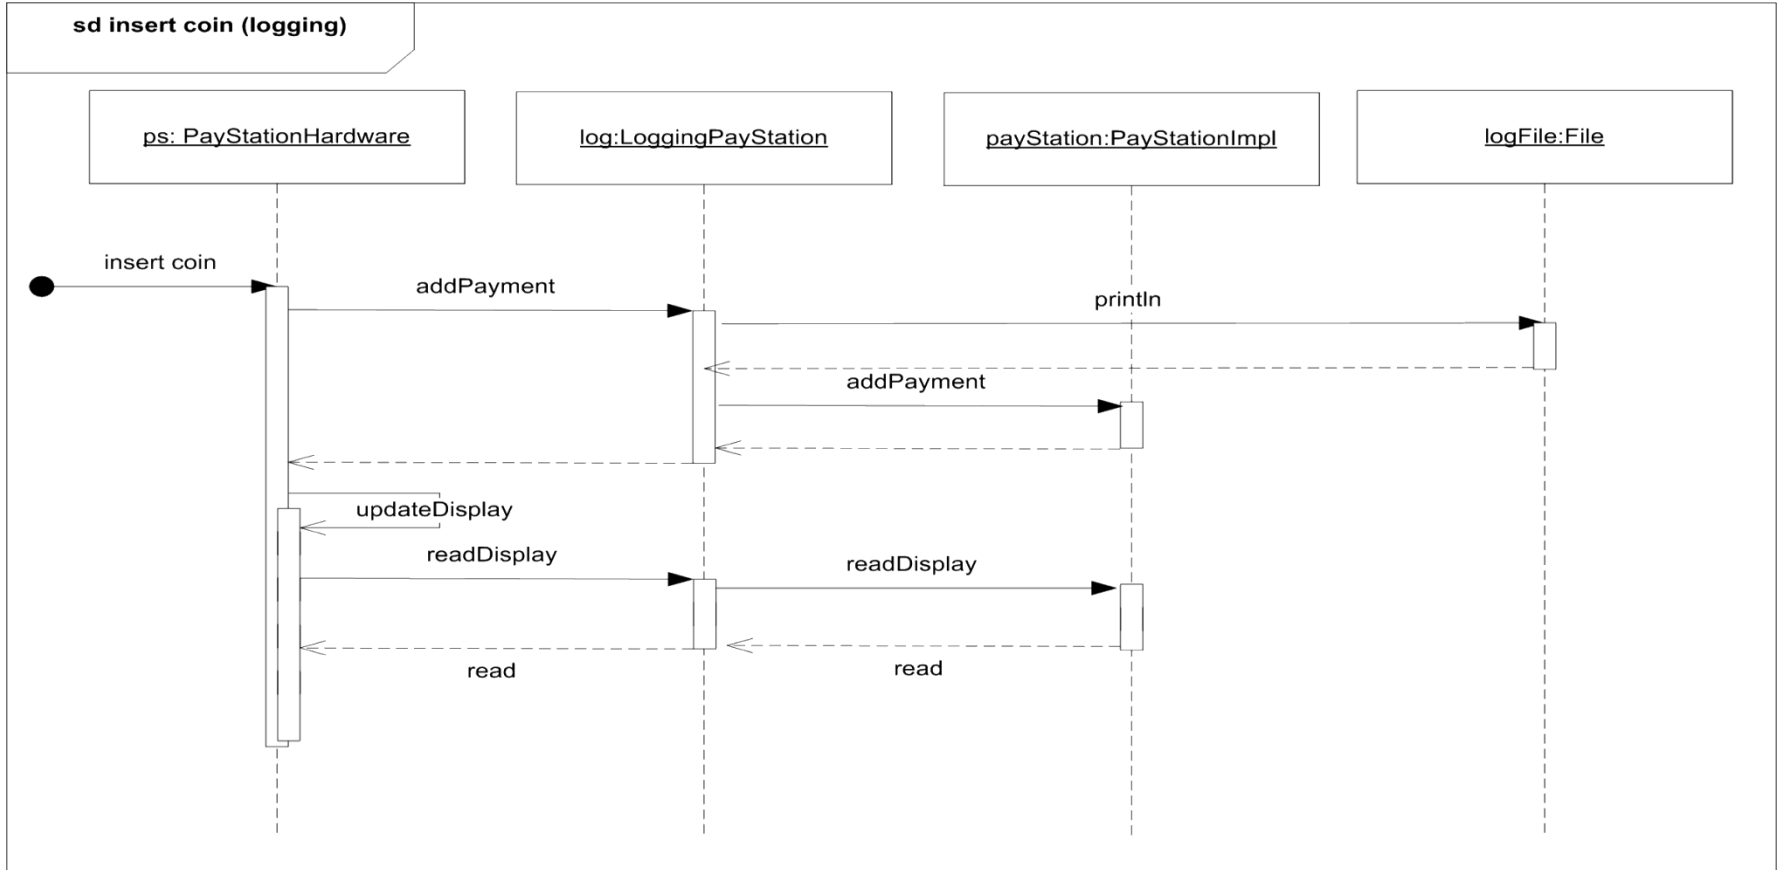 sd insert coin (logging)
ps: PayStationHardware
log:LoggingPayStation
payStation:PayStationImpl
logFile:File
insert coin
addPayment
println
addPayment
updateDisplay
readDisplay
readDisplay
read
read